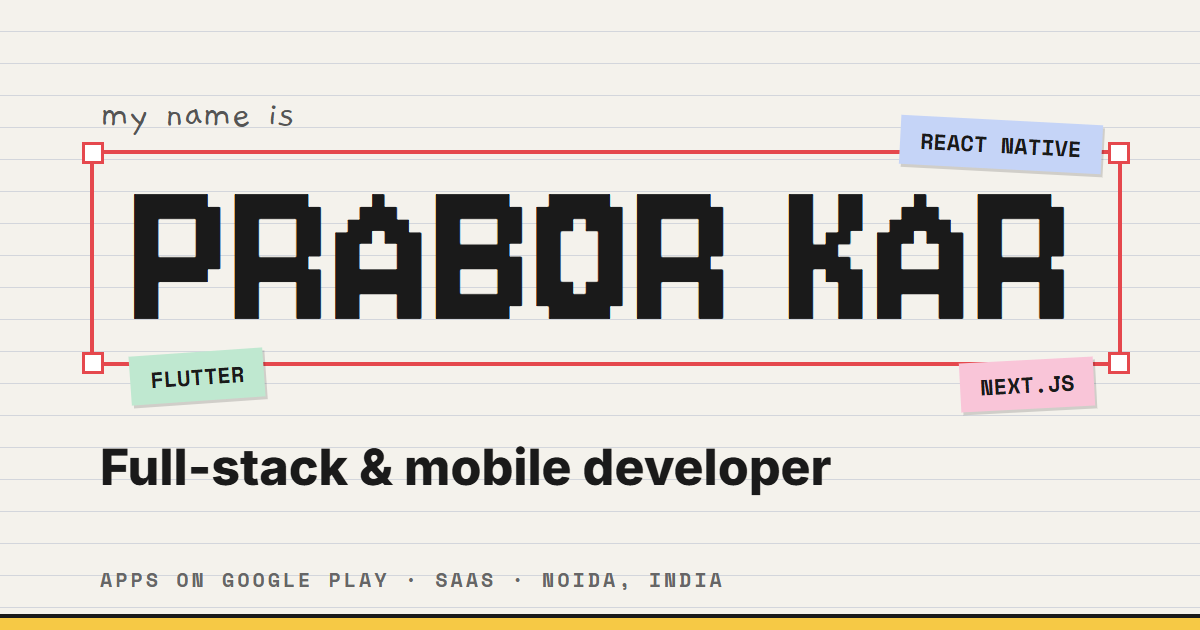 my name is
REACT NATIVE
PRABOR KAR
FLUTTER
NEXT.JS
Full-stack & mobile developer
APPS ON GOOGLE PLAY · SAAS · NOIDA, INDIA